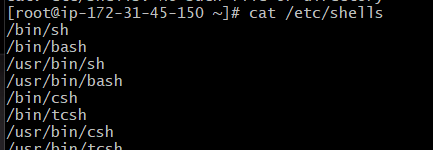 [root@ip-172-31-45-150 ~]# cat /etc/shells
/bin/sh
/bin/bash
/usr/bin/sh
/usr/bin/bash
/bin/csh
/bin/tcsh
/usr/bin/csh
/usr/bin/tcsh